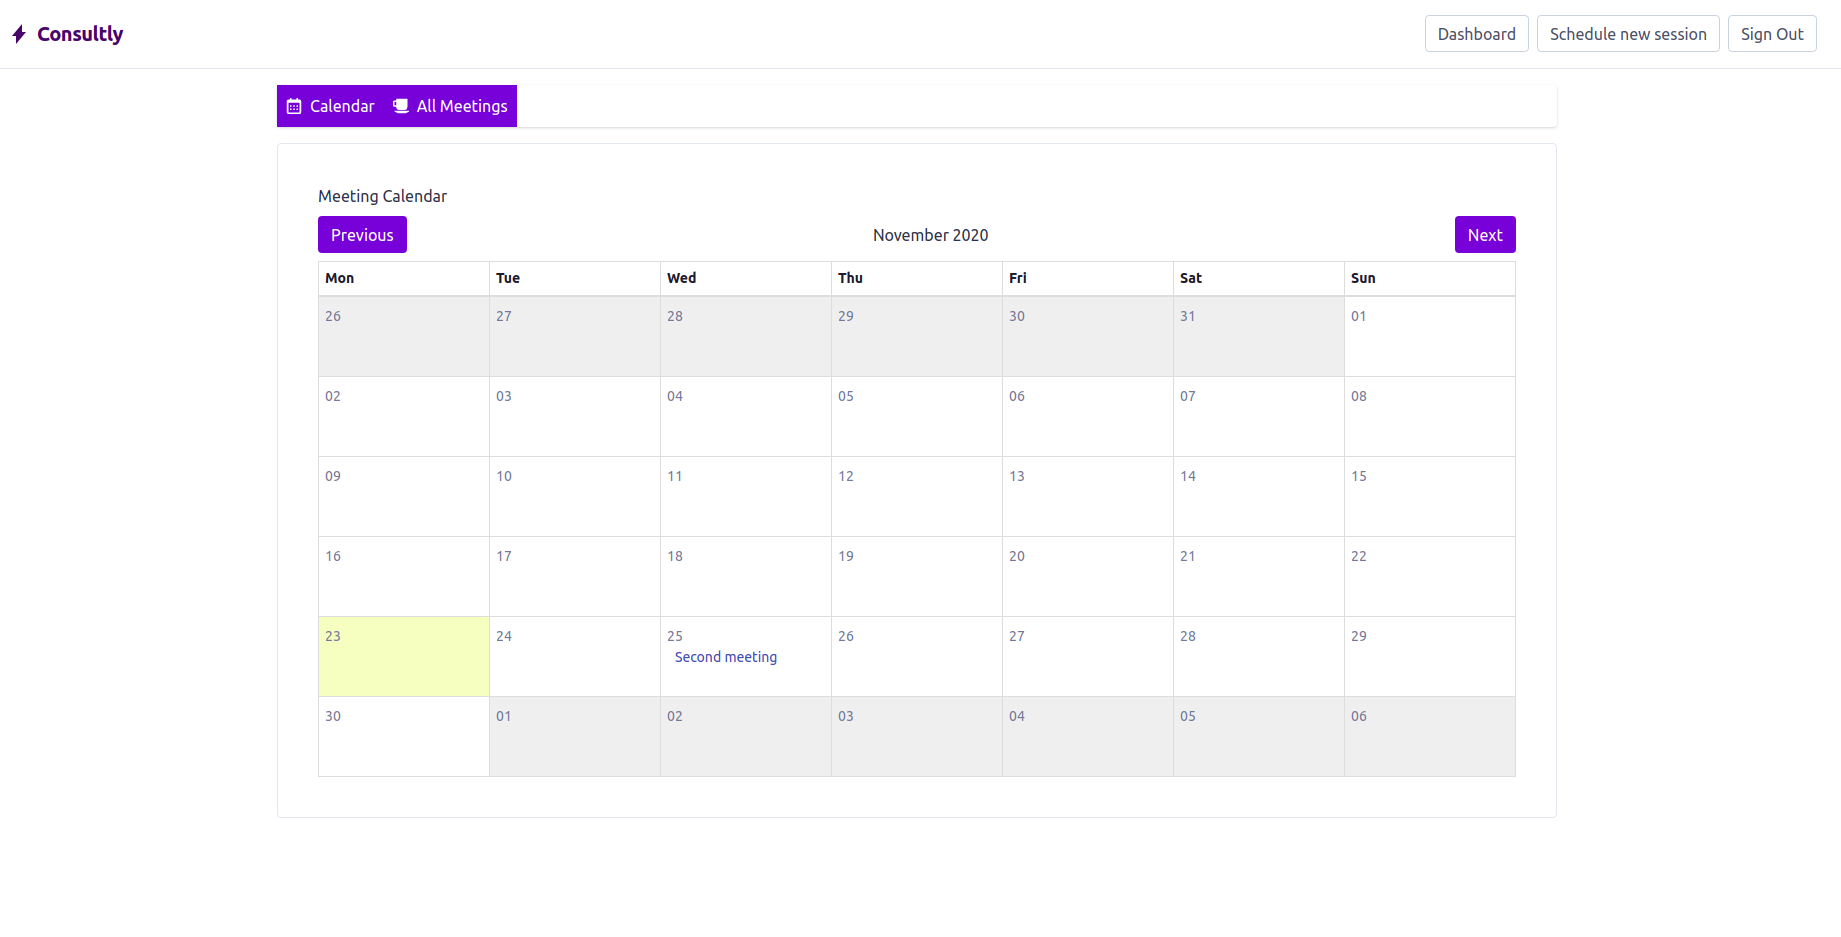 Consultly
Dashboard Schedule new session Sign Out
Calendar All Meetings
Meeting Calendar
Previous November 2020 Next
Mon Tue Wed Thu Fri Sat Sun
26 27 28 29 30 31 01
02 03 04 05 06 07 08
09 10 11 12 13 14 15
16 17 18 19 20 21 22
23 24 25 26 27 28 29
Second meeting
30 01 02 03 04 05 06